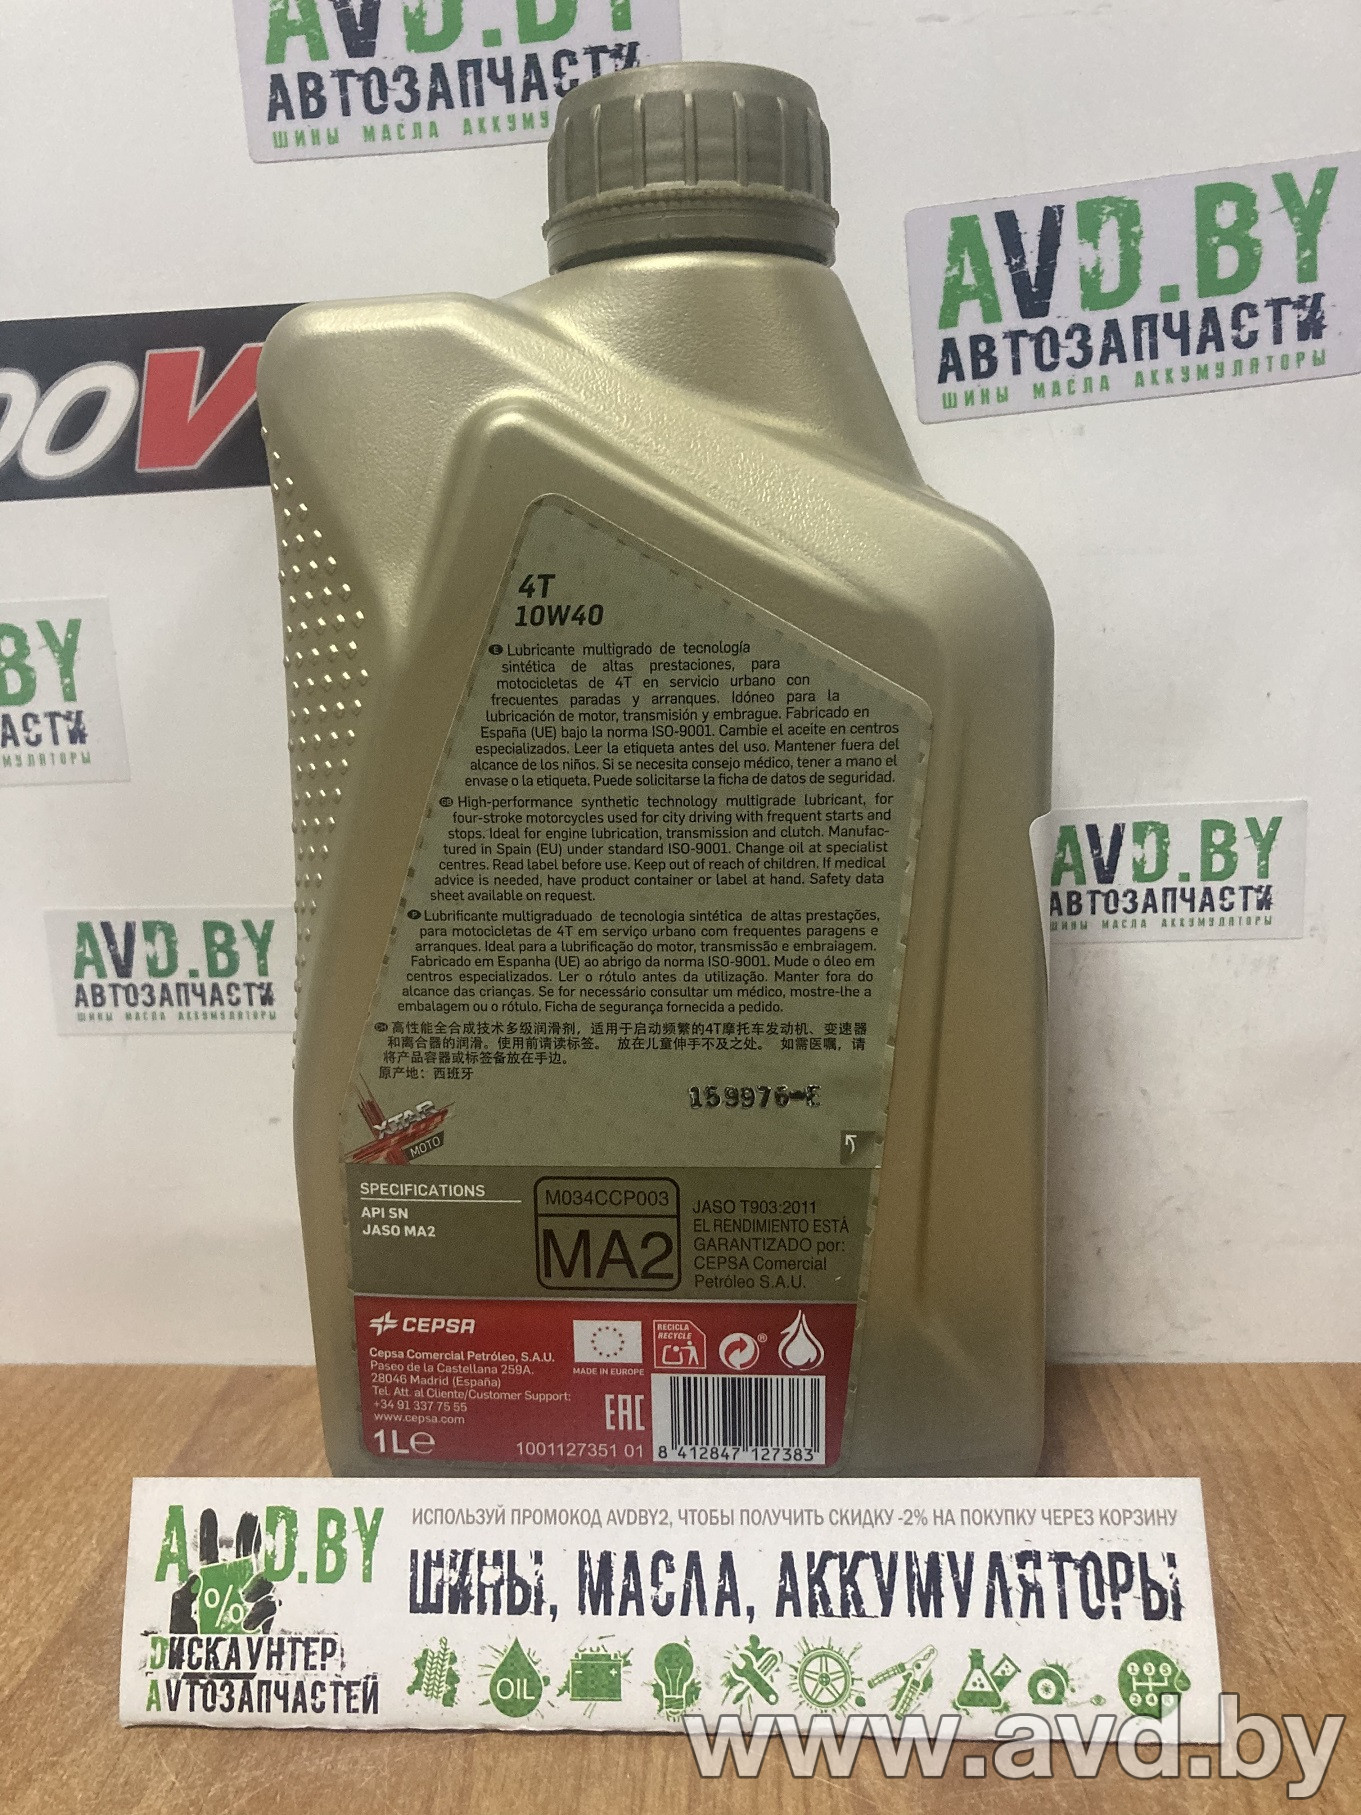 AVD.BY
АВТОЗАПЧАСТИ
ШИНЫ МАСЛА
AVD.BY
АВТОЗАПЧАСТИ
ШИНЫ МАСЛА АККУМУЛЯТОРЫ
4T
10W40
E Lubricante multigrado de tecnología
sintética de altas prestaciones, para
motocicletas de 4T en servicio urbano con
frecuentes paradas y arranques. Idóneo para la
lubricación de motor, transmisión y embrague. Fabricado en
España (UE) bajo la norma ISO-9001. Cambie el aceite en centros
especializados. Leer la etiqueta antes del uso. Mantener fuera del
alcance de los niños. Si se necesita consejo médico, tener a mano el
envase o la etiqueta. Puede solicitarse la ficha de datos de seguridad.
GB High-performance synthetic technology multigrade lubricant, for
four-stroke motorcycles used for city driving with frequent starts and
stops. Ideal for engine lubrication, transmission and clutch. Manufac-
tured in Spain (EU) under standard ISO-9001. Change oil at specialist
centres. Read label before use. Keep out of reach of children. If medical
advice is needed, have product container or label at hand. Safety data
sheet available on request.
P Lubrificante multigraduado de tecnologia sintética de altas prestações,
para motocicletas de 4T em serviço urbano com frequentes paragens e
arranques. Ideal para a lubrificação do motor, transmissão e embraiagem.
Fabricado em Espanha (UE) ao abrigo da norma ISO-9001. Mude o óleo em
centros especializados. Ler o rótulo antes da utilização. Manter fora do
alcance das crianças. Se for necessário consultar um médico, mostre-lhe a
embalagem ou o rótulo. Ficha de segurança fornecida a pedido.
CH 高性能全合成技术多级润滑剂，适用于启动频繁的4T摩托车发动机、变速器
和离合器的润滑。使用前请读标签。 放在儿童伸手不及之处。 如需医嘱，请
将产品容器或标签备放在手边。
原产地：西班牙
159976-E
XTAR
MOTO
SPECIFICATIONS
API SN
JASO MA2
M034CCP003
MA2
JASO T903:2011
EL RENDIMIENTO ESTÁ
GARANTIZADO por:
CEPSA Comercial
Petróleo S.A.U.
CEPSA
Cepsa Comercial Petróleo, S.A.U.
Paseo de la Castellana 259A.
28046 Madrid (España)
Tel. Att. al Cliente/Customer Support:
+34 91 337 75 55
www.cepsa.com
1L e
MADE IN EUROPE
RECICLA
RECYCLE
®
EAC
1001127351 01
8 412847 127383
AVD.BY
АВТОЗАПЧАСТИ
ШИНЫ МАСЛА АККУМУЛЯТОРЫ
AVD.BY
АВТОЗАПЧАСТИ
ШИНЫ МАСЛА АККУМУЛЯТОРЫ
AVD.BY
%
DИСКАУНТЕР
АVТОЗАПЧАСТЕЙ
ИСПОЛЬЗУЙ ПРОМОКОД AVDBY2, ЧТОБЫ ПОЛУЧИТЬ СКИДКУ -2% НА ПОКУПКУ ЧЕРЕЗ КОРЗИНУ
ШИНЫ, МАСЛА, АККУМУЛЯТОРЫ
OIL
www.avd.by